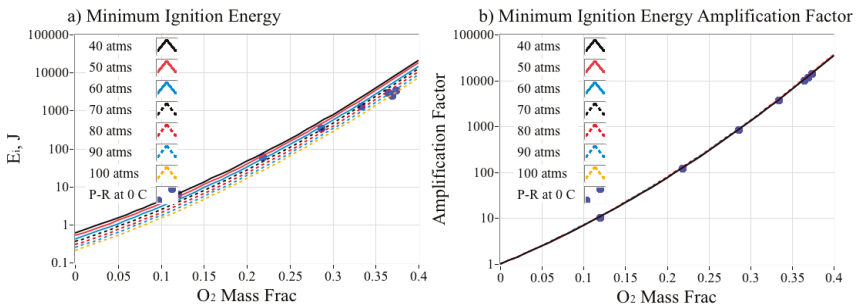 a) Minimum Ignition Energy
100000
10000
1000
100
10
1
0.1
Ei, J
40 atms
50 atms
60 atms
70 atms
80 atms
90 atms
100 atms
P-R at 0 C
0
0.05
0.1
0.15
0.2
0.25
0.3
0.35
0.4
O2 Mass Frac
b) Minimum Ignition Energy Amplification Factor
100000
10000
1000
100
10
1
Amplification Factor
40 atms
50 atms
60 atms
70 atms
80 atms
90 atms
100 atms
P-R at 0 C
0
0.05
0.1
0.15
0.2
0.25
0.3
0.35
0.4
O2 Mass Frac